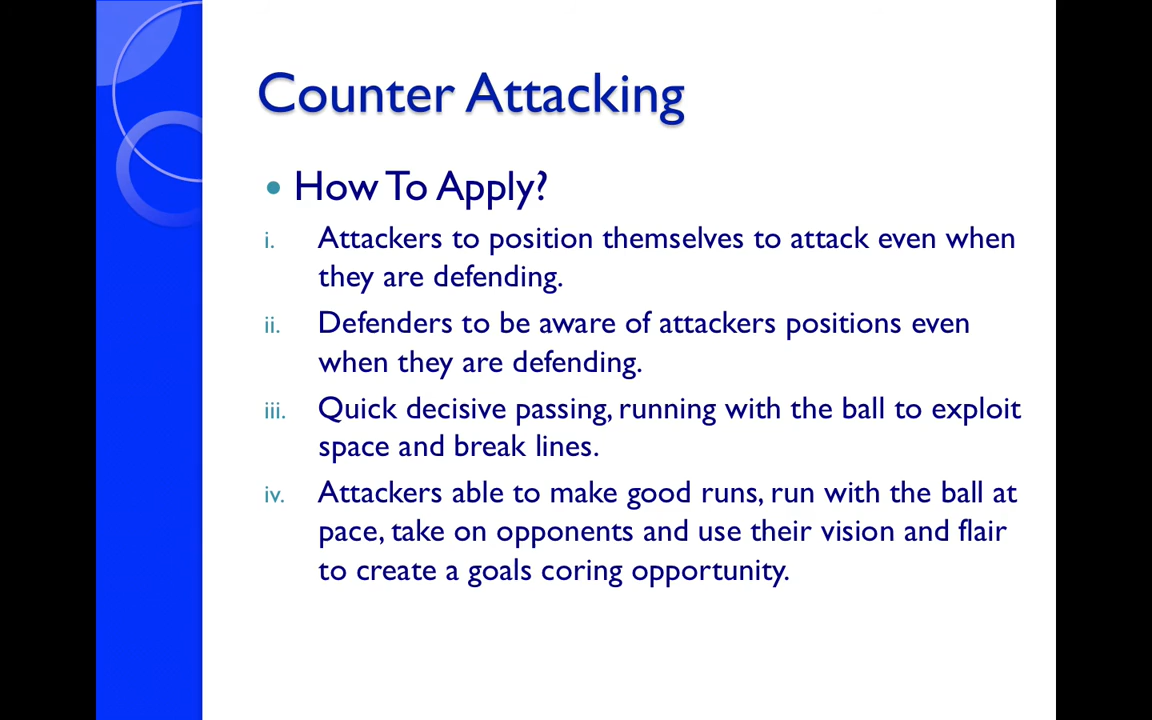 Counter Attacking
• How To Apply?
i. Attackers to position themselves to attack even when
they are defending.
ii. Defenders to be aware of attackers positions even
when they are defending.
iii. Quick decisive passing, running with the ball to exploit
space and break lines.
iv. Attackers able to make good runs, run with the ball at
pace, take on opponents and use their vision and flair
to create a goals coring opportunity.